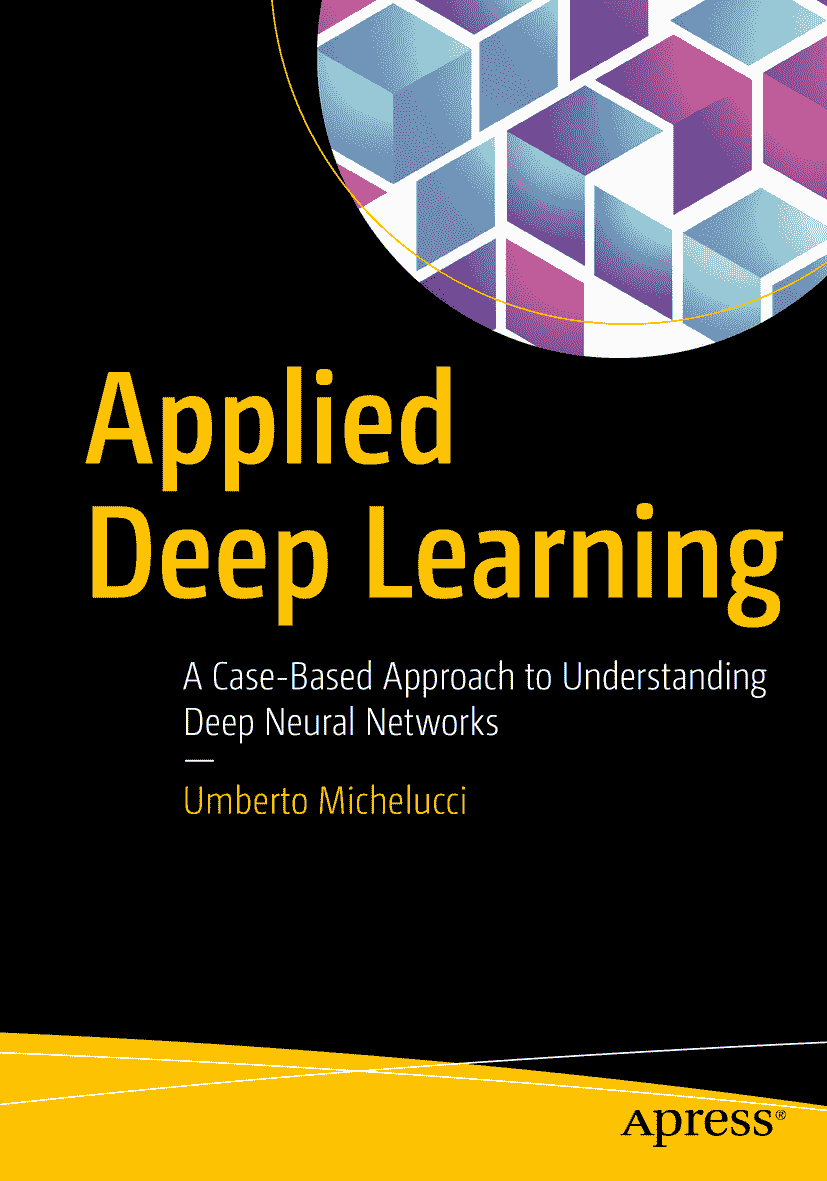 Applied
Deep Learning
A Case-Based Approach to Understanding
Deep Neural Networks
Umberto Michelucci
Apress®